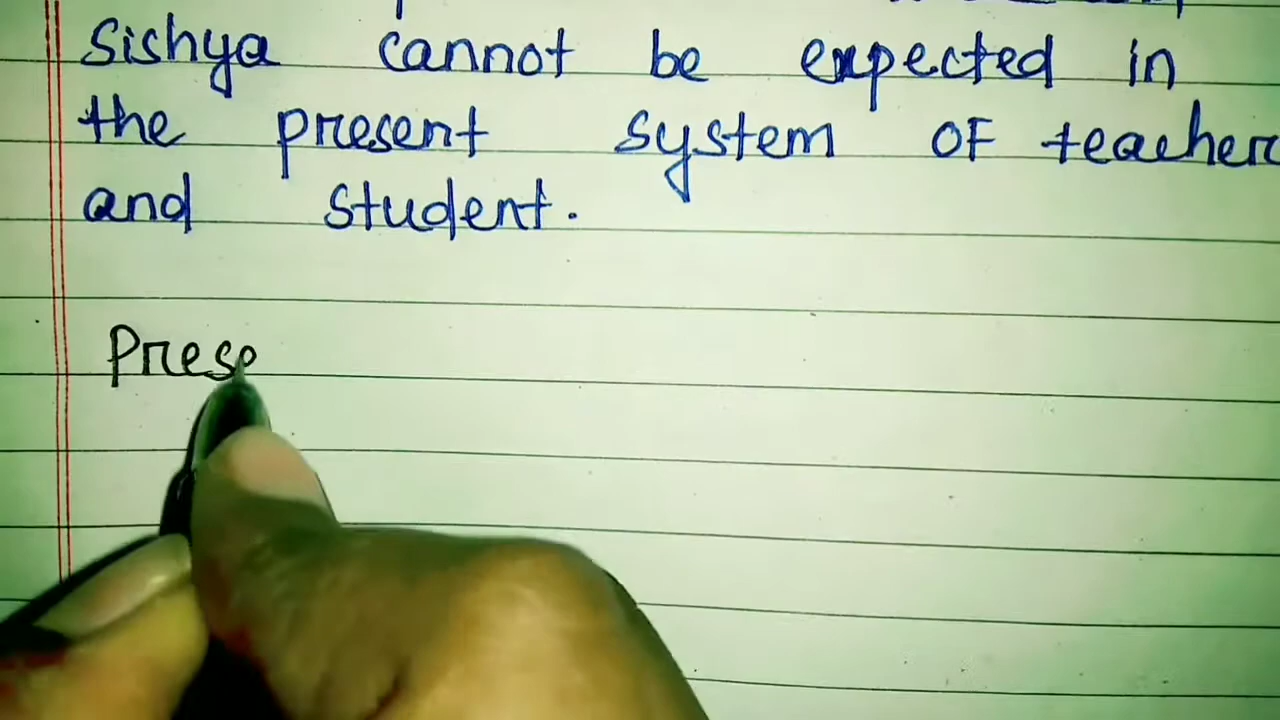 Sishya cannot be expected in
the present system of teacher
and student.
Prese